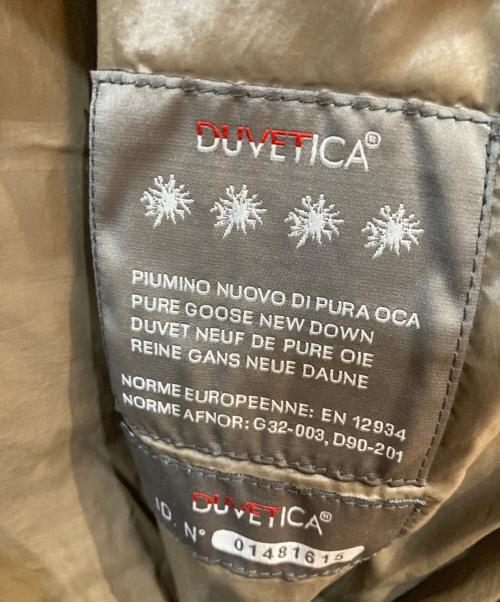 DUVETICA®
PIUMINO NUOVO DI PURA OCA
PURE GOOSE NEW DOWN
DUVET NEUF DE PURE OIE
REINE GANS NEUE DAUNE
NORME EUROPEENNE: EN 12934
NORME AFNOR: G32-003, D90-201
DUVETICA®
ID. N° 01481615